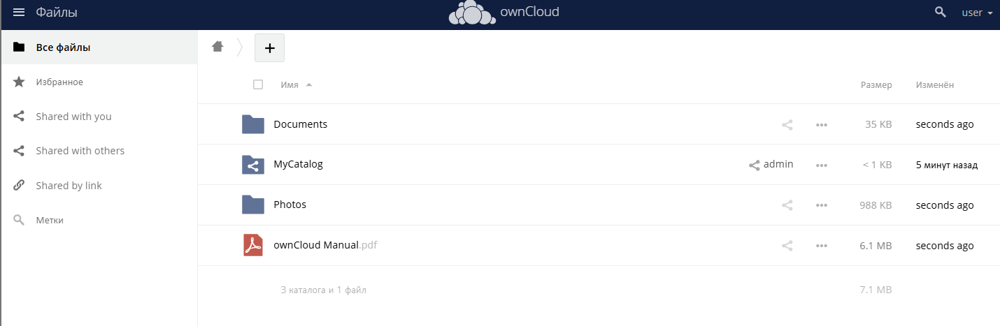 Файлы
ownCloud
user
Все файлы
Избранное
Shared with you
Shared with others
Shared by link
Метки
Имя Размер Изменён
Documents 35 KB seconds ago
MyCatalog admin < 1 KB 5 минут назад
Photos 988 KB seconds ago
ownCloud Manual.pdf 6.1 MB seconds ago
3 каталога и 1 файл 7.1 MB